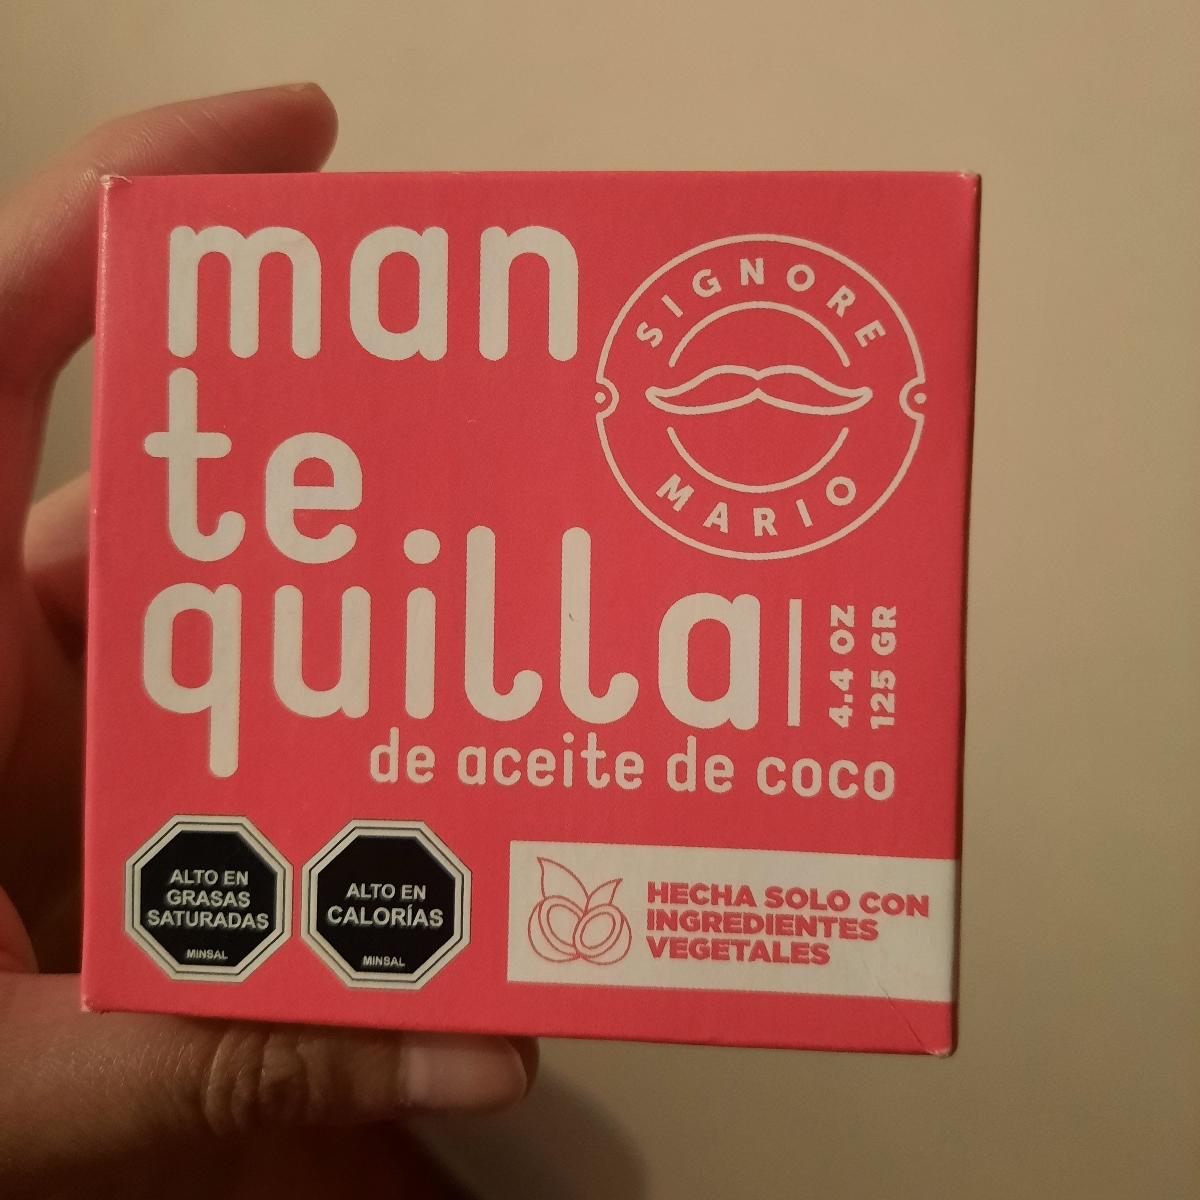 man
te
quilla
de aceite de coco
SIGNORE
MARIO
4.4 OZ
125 GR
ALTO EN
GRASAS
SATURADAS
MINSAL
ALTO EN
CALORÍAS
MINSAL
HECHA SOLO CON
INGREDIENTES
VEGETALES